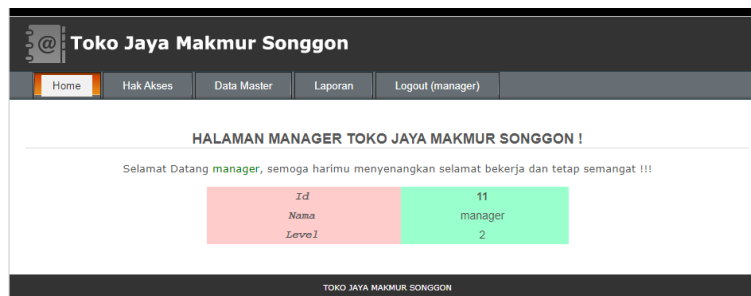 @ Toko Jaya Makmur Songgon
Home Hak Akses Data Master Laporan Logout (manager)
HALAMAN MANAGER TOKO JAYA MAKMUR SONGGON !
Selamat Datang manager, semoga harimu menyenangkan selamat bekerja dan tetap semangat !!!
Id 11
Nama manager
Level 2
TOKO JAYA MAKMUR SONGGON